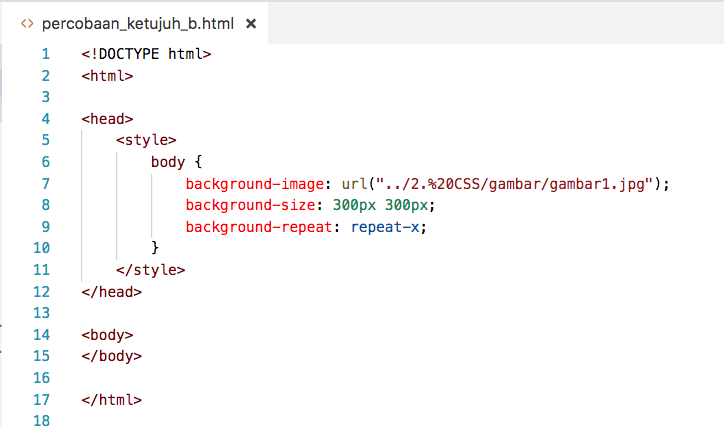 percobaan_ketujuh_b.html
1 <!DOCTYPE html>
2 <html>
3
4 <head>
5     <style>
6         body {
7             background-image: url("../2.%20CSS/gambar/gambar1.jpg");
8             background-size: 300px 300px;
9             background-repeat: repeat-x;
10         }
11     </style>
12 </head>
13
14 <body>
15 </body>
16
17 </html>
18